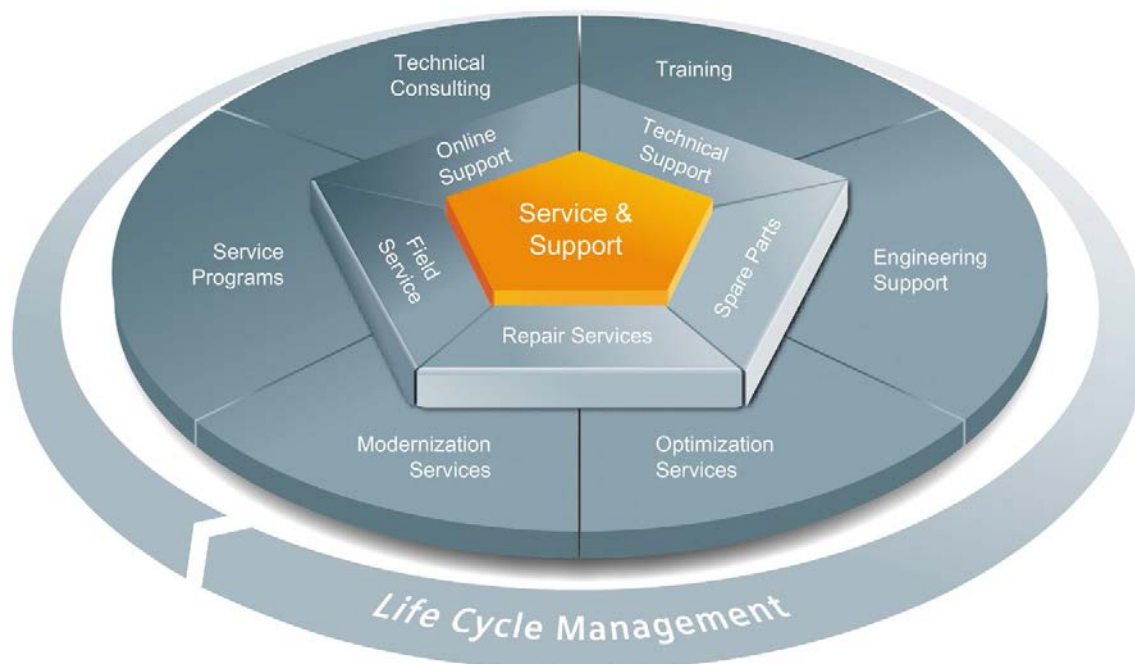 Technical
Consulting
Training
Online
Support
Technical
Support
Service &
Support
Service
Programs
Field
Service
Spare Parts
Engineering
Support
Repair Services
Modernization
Services
Optimization
Services
Life Cycle Management